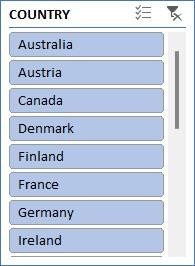 COUNTRY
Australia
Austria
Canada
Denmark
Finland
France
Germany
Ireland